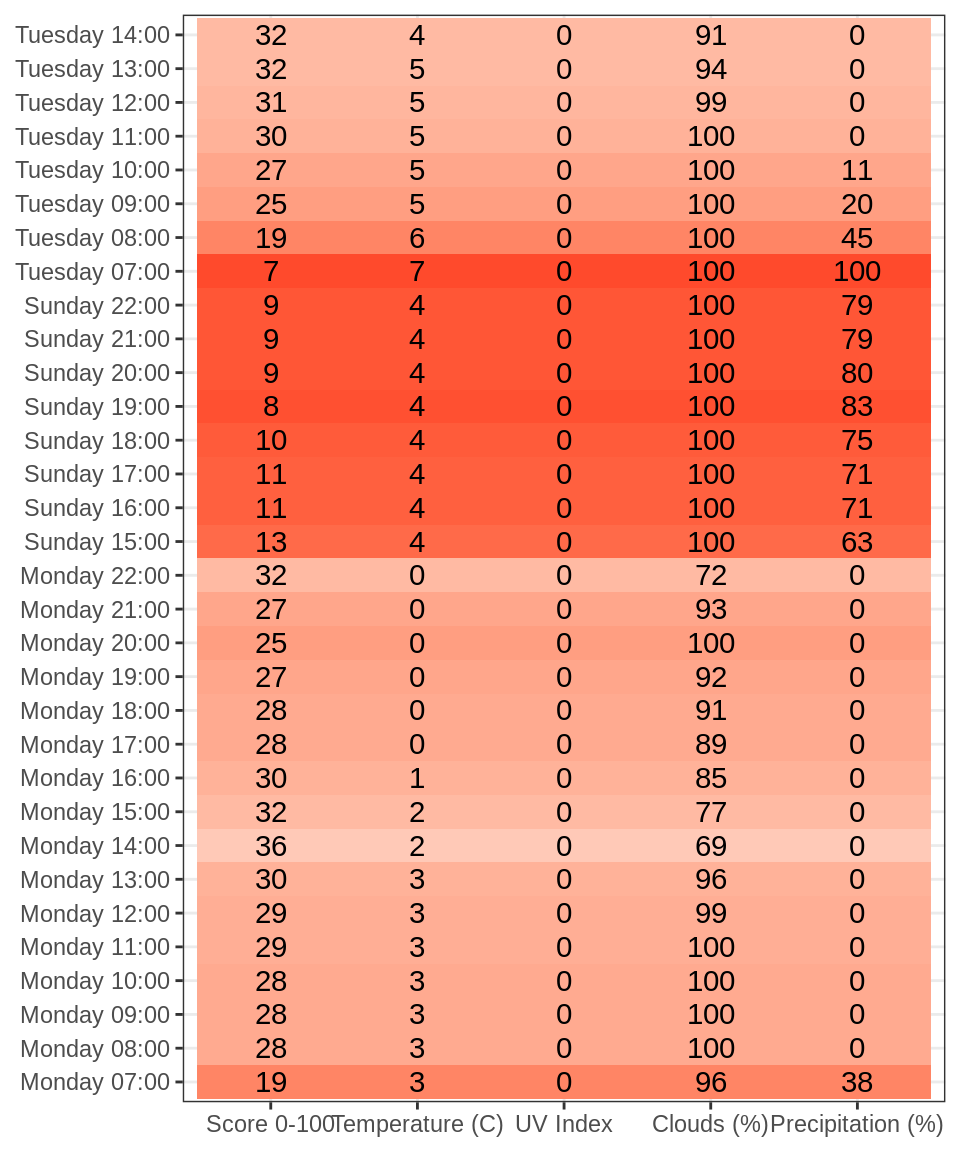 Tuesday 14:00 32 4 0 91 0
Tuesday 13:00 32 5 0 94 0
Tuesday 12:00 31 5 0 99 0
Tuesday 11:00 30 5 0 100 0
Tuesday 10:00 27 5 0 100 11
Tuesday 09:00 25 5 0 100 20
Tuesday 08:00 19 6 0 100 45
Tuesday 07:00 7 7 0 100 100
Sunday 22:00 9 4 0 100 79
Sunday 21:00 9 4 0 100 79
Sunday 20:00 9 4 0 100 80
Sunday 19:00 8 4 0 100 83
Sunday 18:00 10 4 0 100 75
Sunday 17:00 11 4 0 100 71
Sunday 16:00 11 4 0 100 71
Sunday 15:00 13 4 0 100 63
Monday 22:00 32 0 0 72 0
Monday 21:00 27 0 0 93 0
Monday 20:00 25 0 0 100 0
Monday 19:00 27 0 0 92 0
Monday 18:00 28 0 0 91 0
Monday 17:00 28 0 0 89 0
Monday 16:00 30 1 0 85 0
Monday 15:00 32 2 0 77 0
Monday 14:00 36 2 0 69 0
Monday 13:00 30 3 0 96 0
Monday 12:00 29 3 0 99 0
Monday 11:00 29 3 0 100 0
Monday 10:00 28 3 0 100 0
Monday 09:00 28 3 0 100 0
Monday 08:00 28 3 0 100 0
Monday 07:00 19 3 0 96 38
Score 0-100 Temperature (C) UV Index Clouds (%) Precipitation (%)